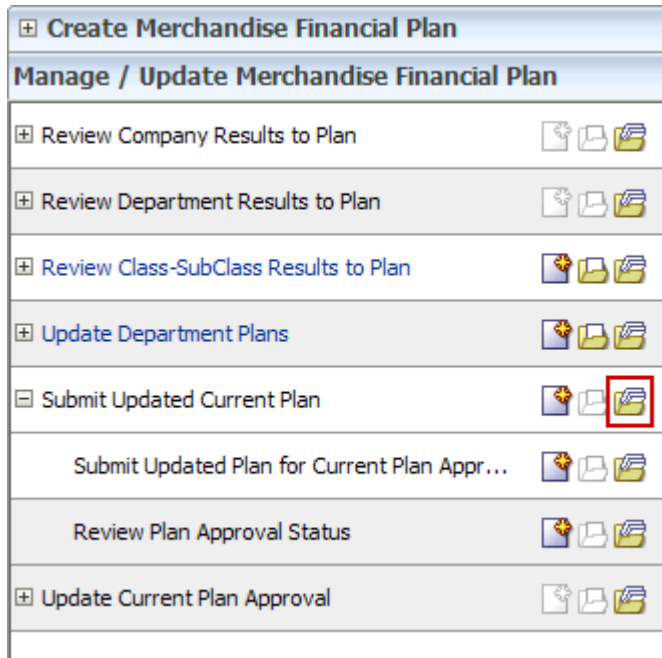 Create Merchandise Financial Plan
Manage / Update Merchandise Financial Plan
Review Company Results to Plan
Review Department Results to Plan
Review Class-SubClass Results to Plan
Update Department Plans
Submit Updated Current Plan
Submit Updated Plan for Current Plan Appr...
Review Plan Approval Status
Update Current Plan Approval